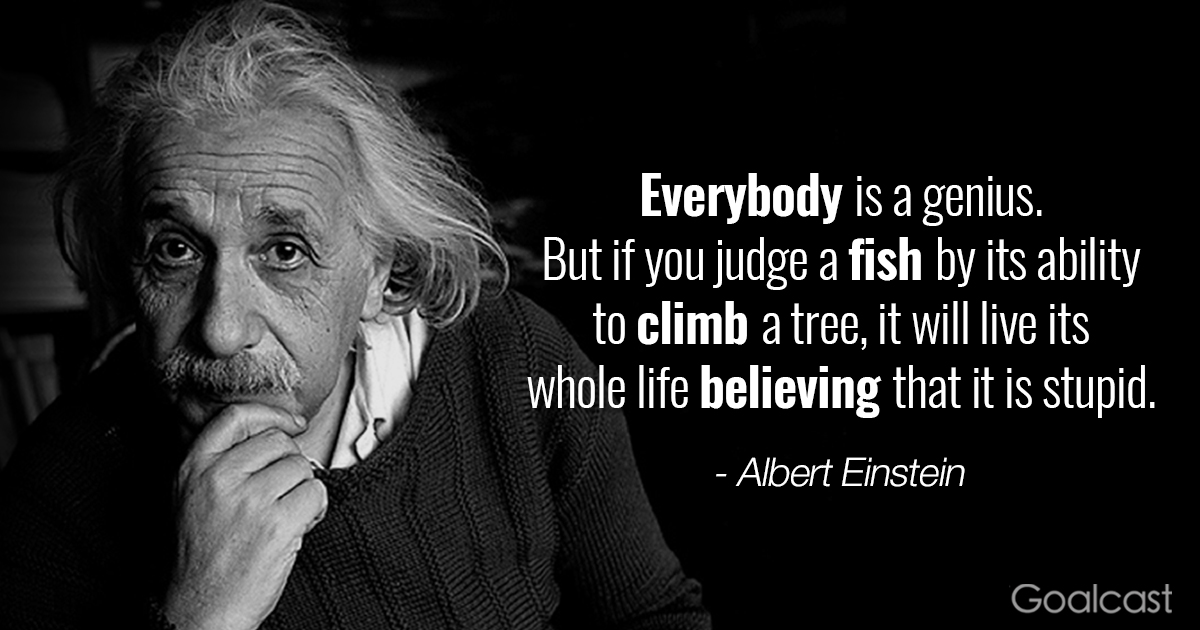 Everybody is a genius.
But if you judge a fish by its ability
to climb a tree, it will live its
whole life believing that it is stupid.
- Albert Einstein
Goalcast